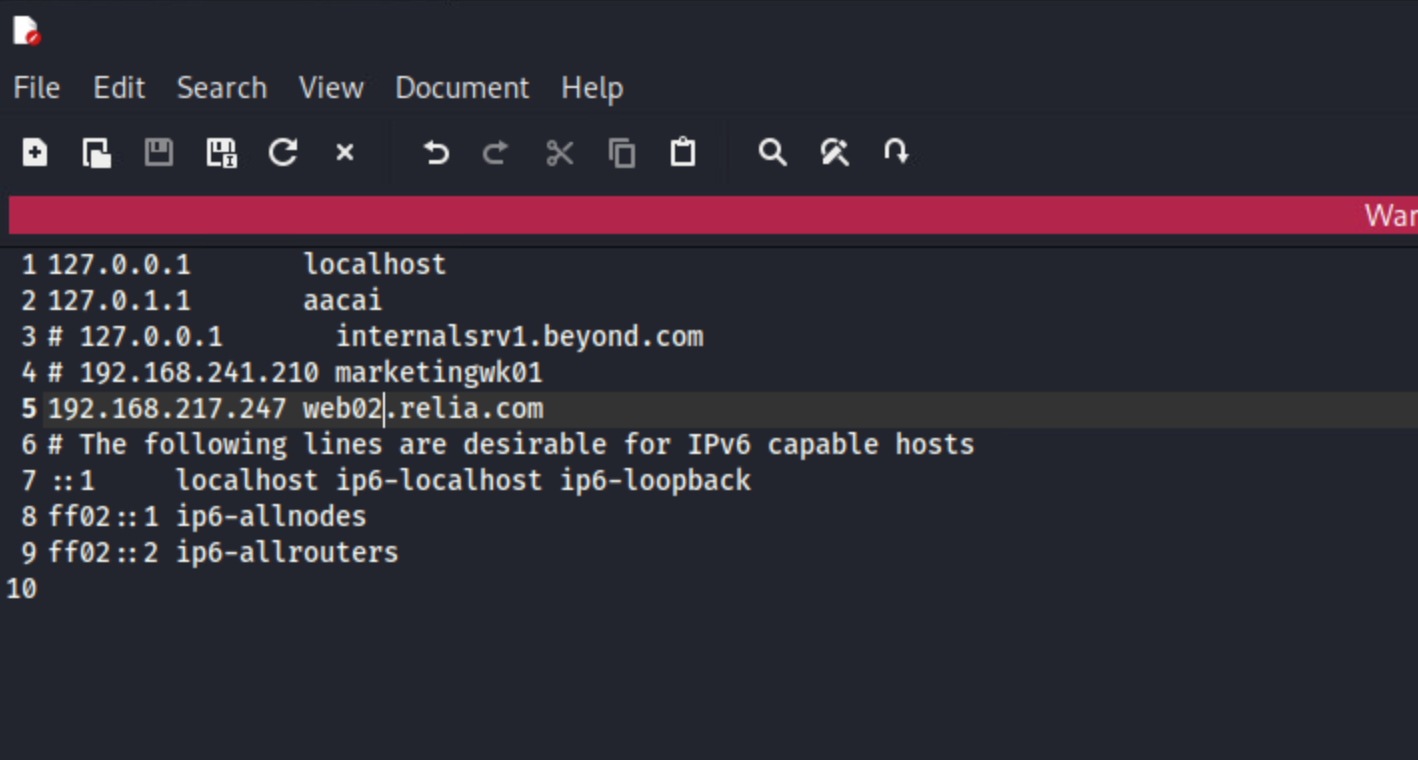 File Edit Search View Document Help
War
1 127.0.0.1 localhost
2 127.0.1.1 aacai
3 # 127.0.0.1 internalsrv1.beyond.com
4 # 192.168.241.210 marketingwk01
5 192.168.217.247 web02.relia.com
6 # The following lines are desirable for IPv6 capable hosts
7 ::1 localhost ip6-localhost ip6-loopback
8 ff02::1 ip6-allnodes
9 ff02::2 ip6-allrouters
10